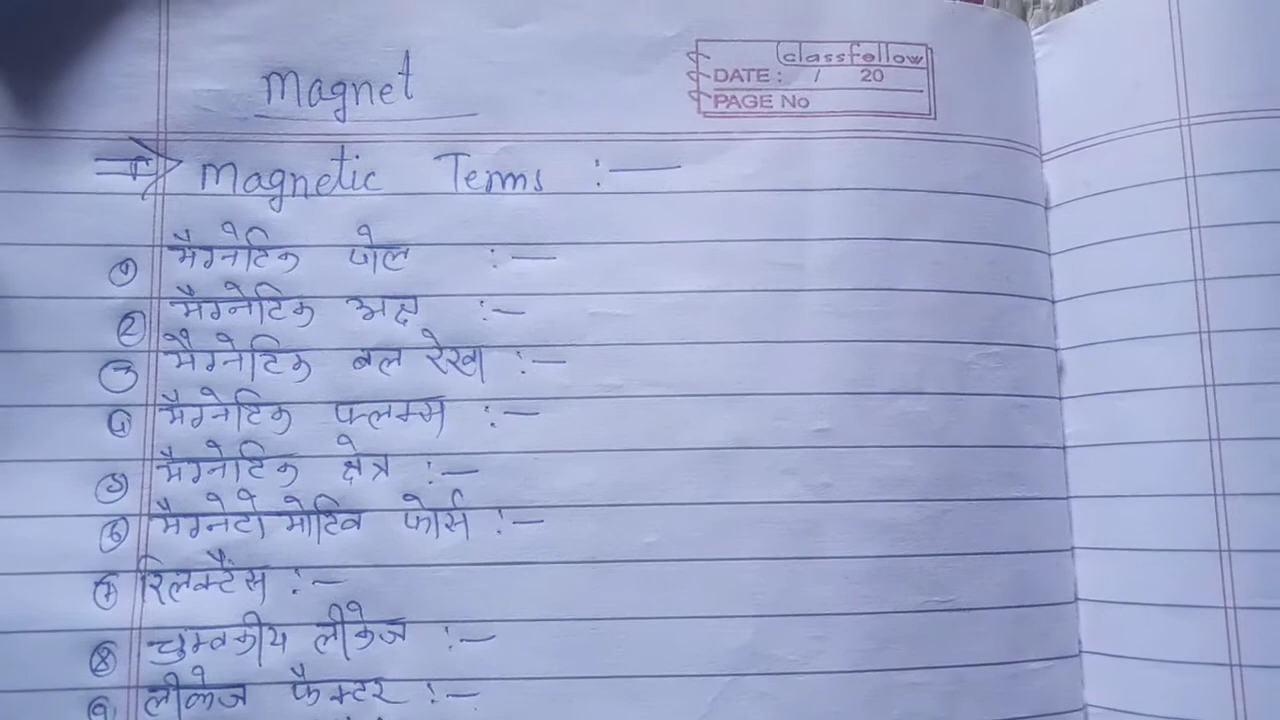 Magnet
classfellow
DATE : / 20
PAGE No
⇒ Magnetic Terms :—
① मैग्नेटिक पोल :—
② मैग्नेटिक अक्ष :—
③ मैग्नेटिक बल रेखा :—
④ मैग्नेटिक फ्लक्स :—
⑤ मैग्नेटिक क्षेत्र :—
⑥ मैग्नेटो मोटिव फोर्स :—
⑦ रिलक्टैंस :—
⑧ चुम्बकीय लीकेज :—
⑨ लीकेज फैक्टर :—